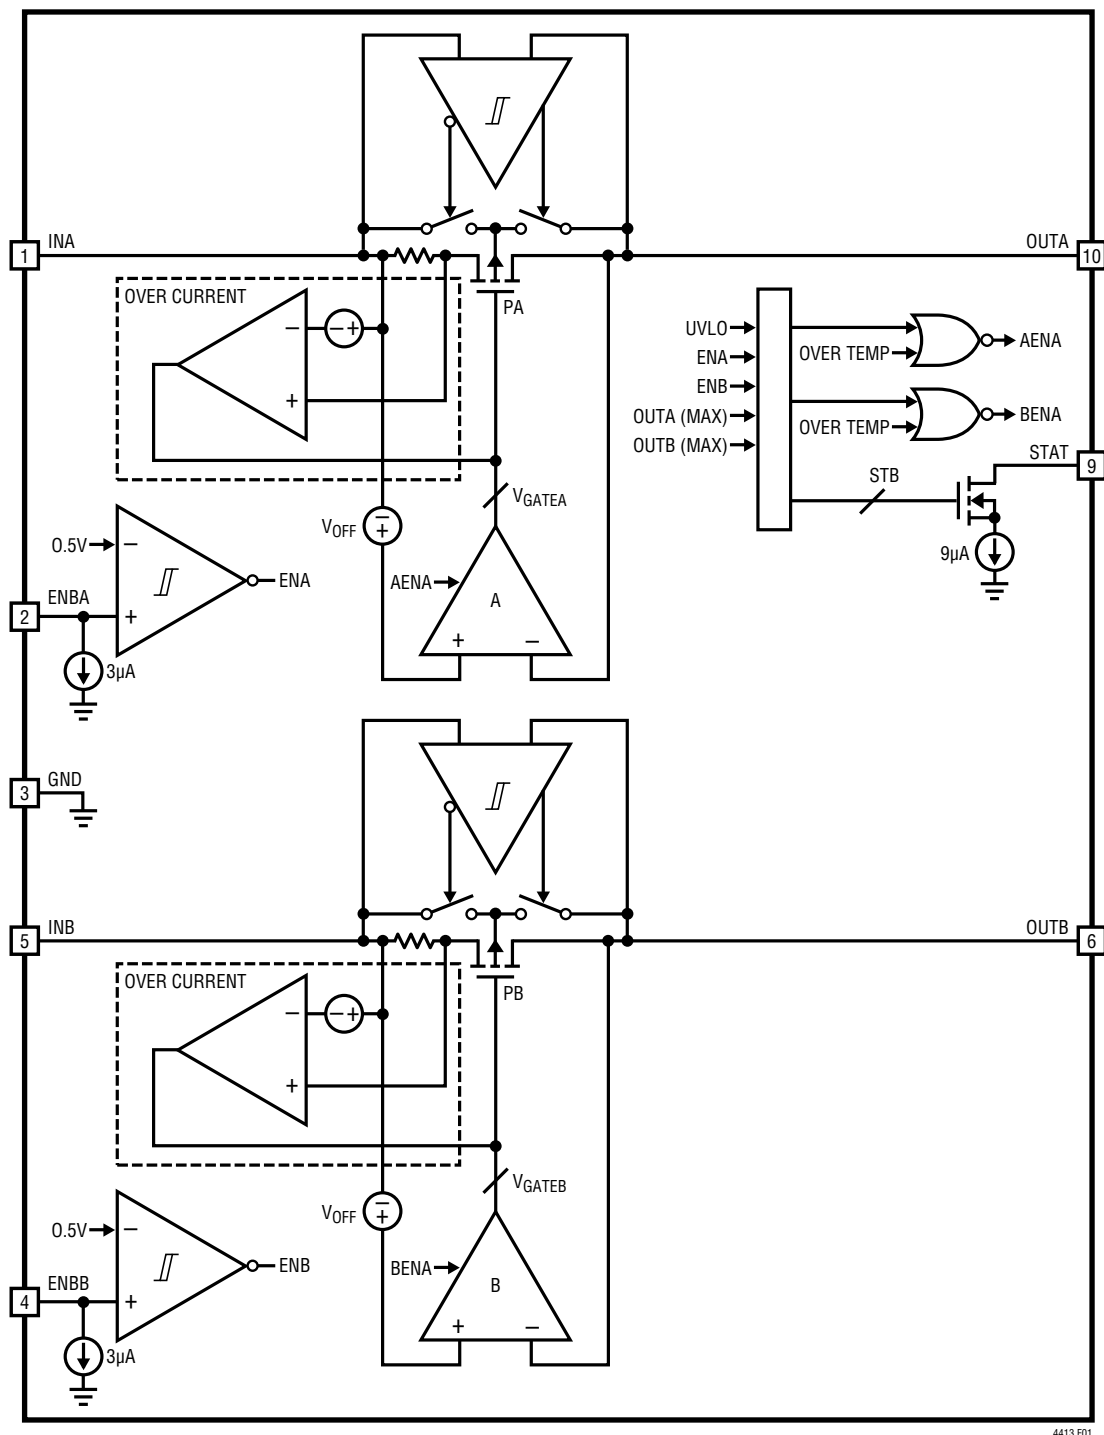 INA
1
OUTA
10
OVER CURRENT
− − +
+
PA
UVLO
ENA
ENB
OUTA (MAX)
OUTB (MAX)
OVER TEMP
AENA
OVER TEMP
BENA
STAT
9
STB
9µA
VGATEA
VOFF
−
+
AENA
A
+ −
0.5V
−
ENA
ENBA
2
+
3µA
GND
3
INB
5
OUTB
6
OVER CURRENT
− − +
+
PB
VGATEB
VOFF
−
+
BENA
B
+ −
0.5V
−
ENB
ENBB
4
+
3µA
4413 F01